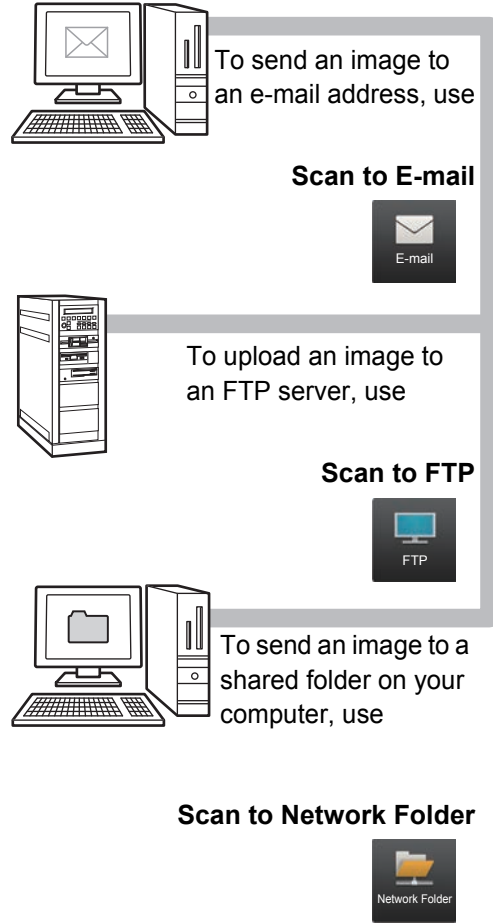 To send an image to
an e-mail address, use
Scan to E-mail
E-mail
To upload an image to
an FTP server, use
Scan to FTP
FTP
To send an image to a
shared folder on your
computer, use
Scan to Network Folder
Network Folder